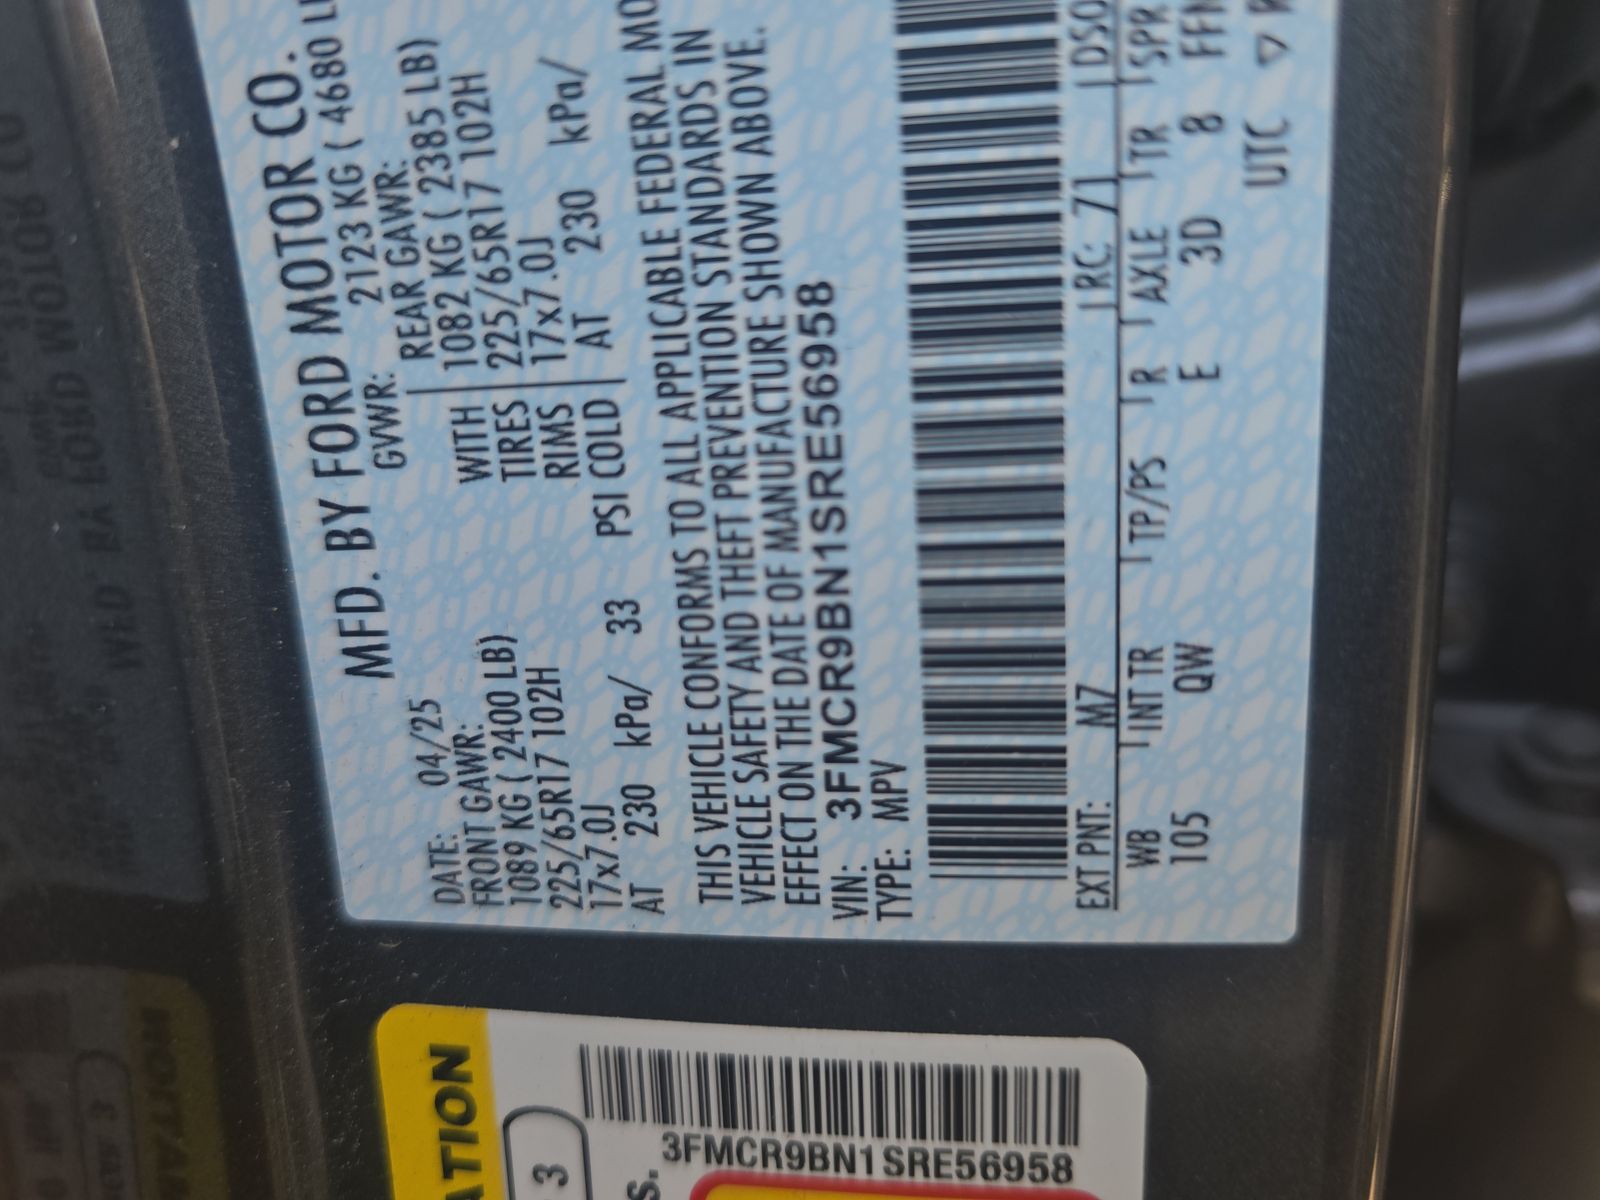 MFD. BY FORD MOTOR CO.
DATE: 04/25 GVWR: 2123 KG ( 4680
FRONT GAWR: REAR GAWR:
1089 KG ( 2400 LB) WITH 1082 KG ( 2385 LB)
225/65R17 102H TIRES 225/65R17 102H
17x7.0J RIMS 17x7.0J
AT 230 kPa/ 33 PSI COLD AT 230 kPa/
THIS VEHICLE CONFORMS TO ALL APPLICABLE FEDERAL MO
VEHICLE SAFETY AND THEFT PREVENTION STANDARDS IN
EFFECT ON THE DATE OF MANUFACTURE SHOWN ABOVE.
VIN: 3FMCR9BN1SRE56958
TYPE: MPV
EXT PNT: M7 RC: 71 DSO
WB INT TR TP/PS R AXLE TR SPR
105 QW E 3D 8
UTC
ATION
3
3FMCR9BN1SRE56958